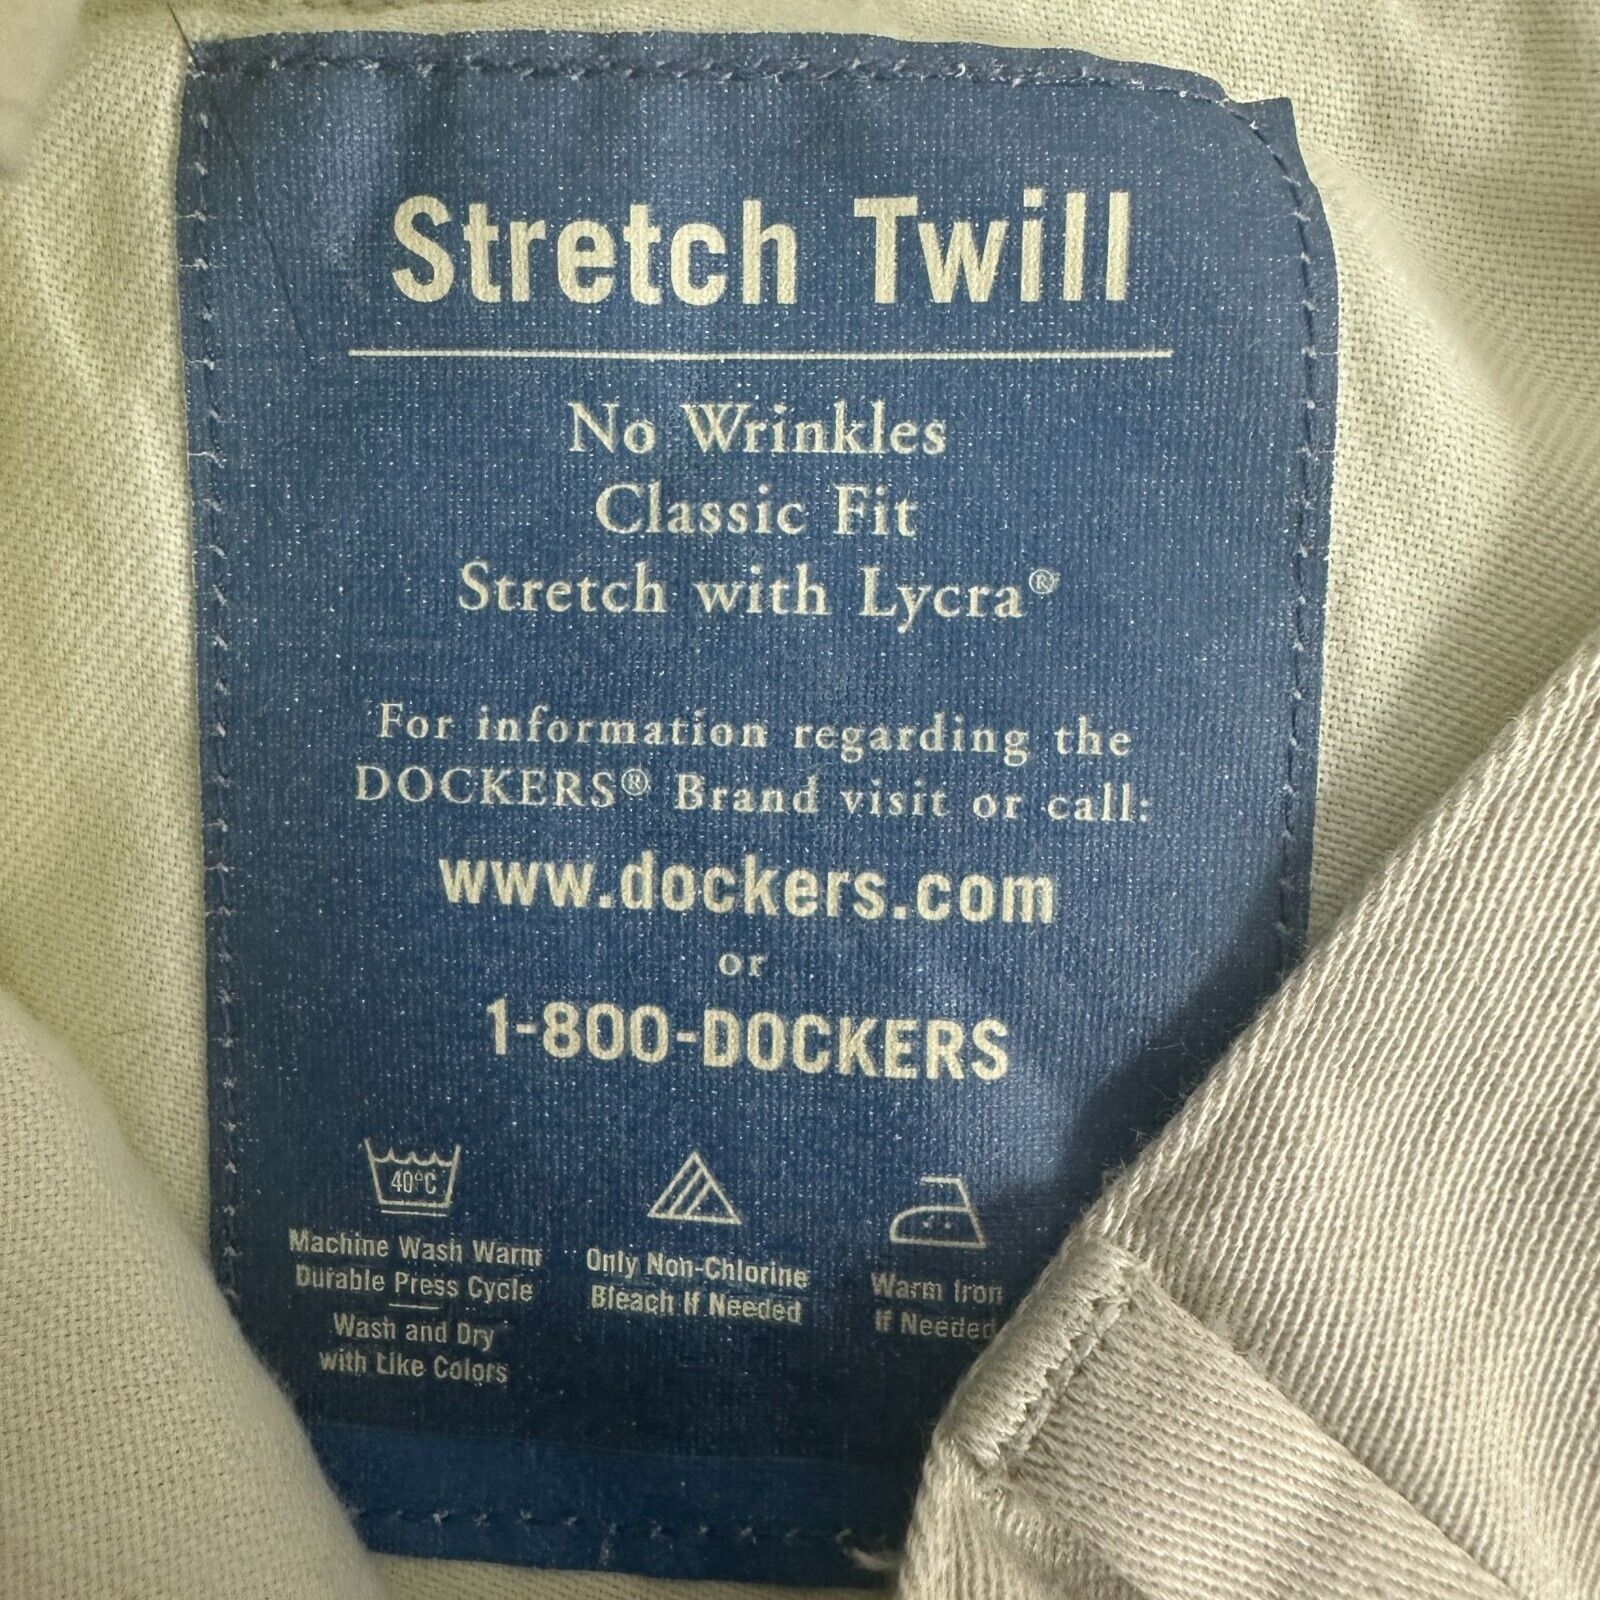 Stretch Twill
No Wrinkles
Classic Fit
Stretch with Lycra®
For information regarding the
DOCKERS® Brand visit or call:
www.dockers.com
or
1-800-DOCKERS
40°C
Machine Wash Warm
Durable Press Cycle
Wash and Dry
with Like Colors
Only Non-Chlorine
Bleach If Needed
Warm Iron
If Needed